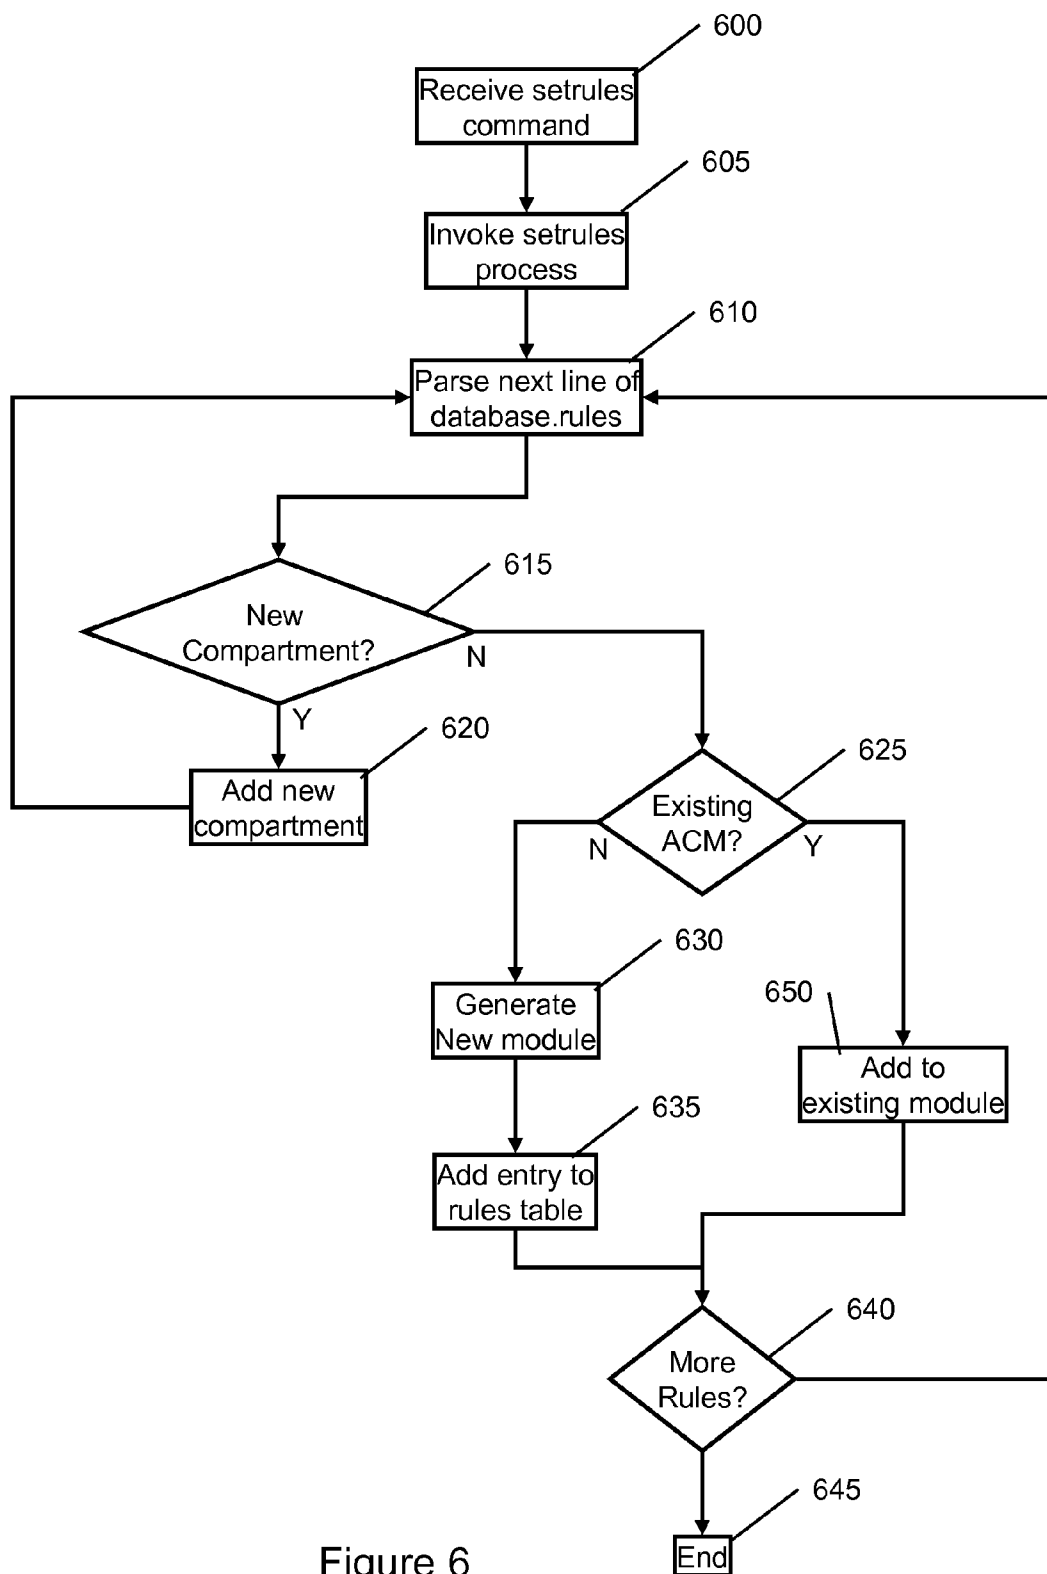 600
Receive setrules
command
605
Invoke setrules
process
610
Parse next line of
database.rules
615
New
Compartment?
N
Y
620
Add new
compartment
625
Existing
ACM?
N
Y
630
Generate
New module
650
Add to
existing module
635
Add entry to
rules table
640
More
Rules?
645
End
Figure 6